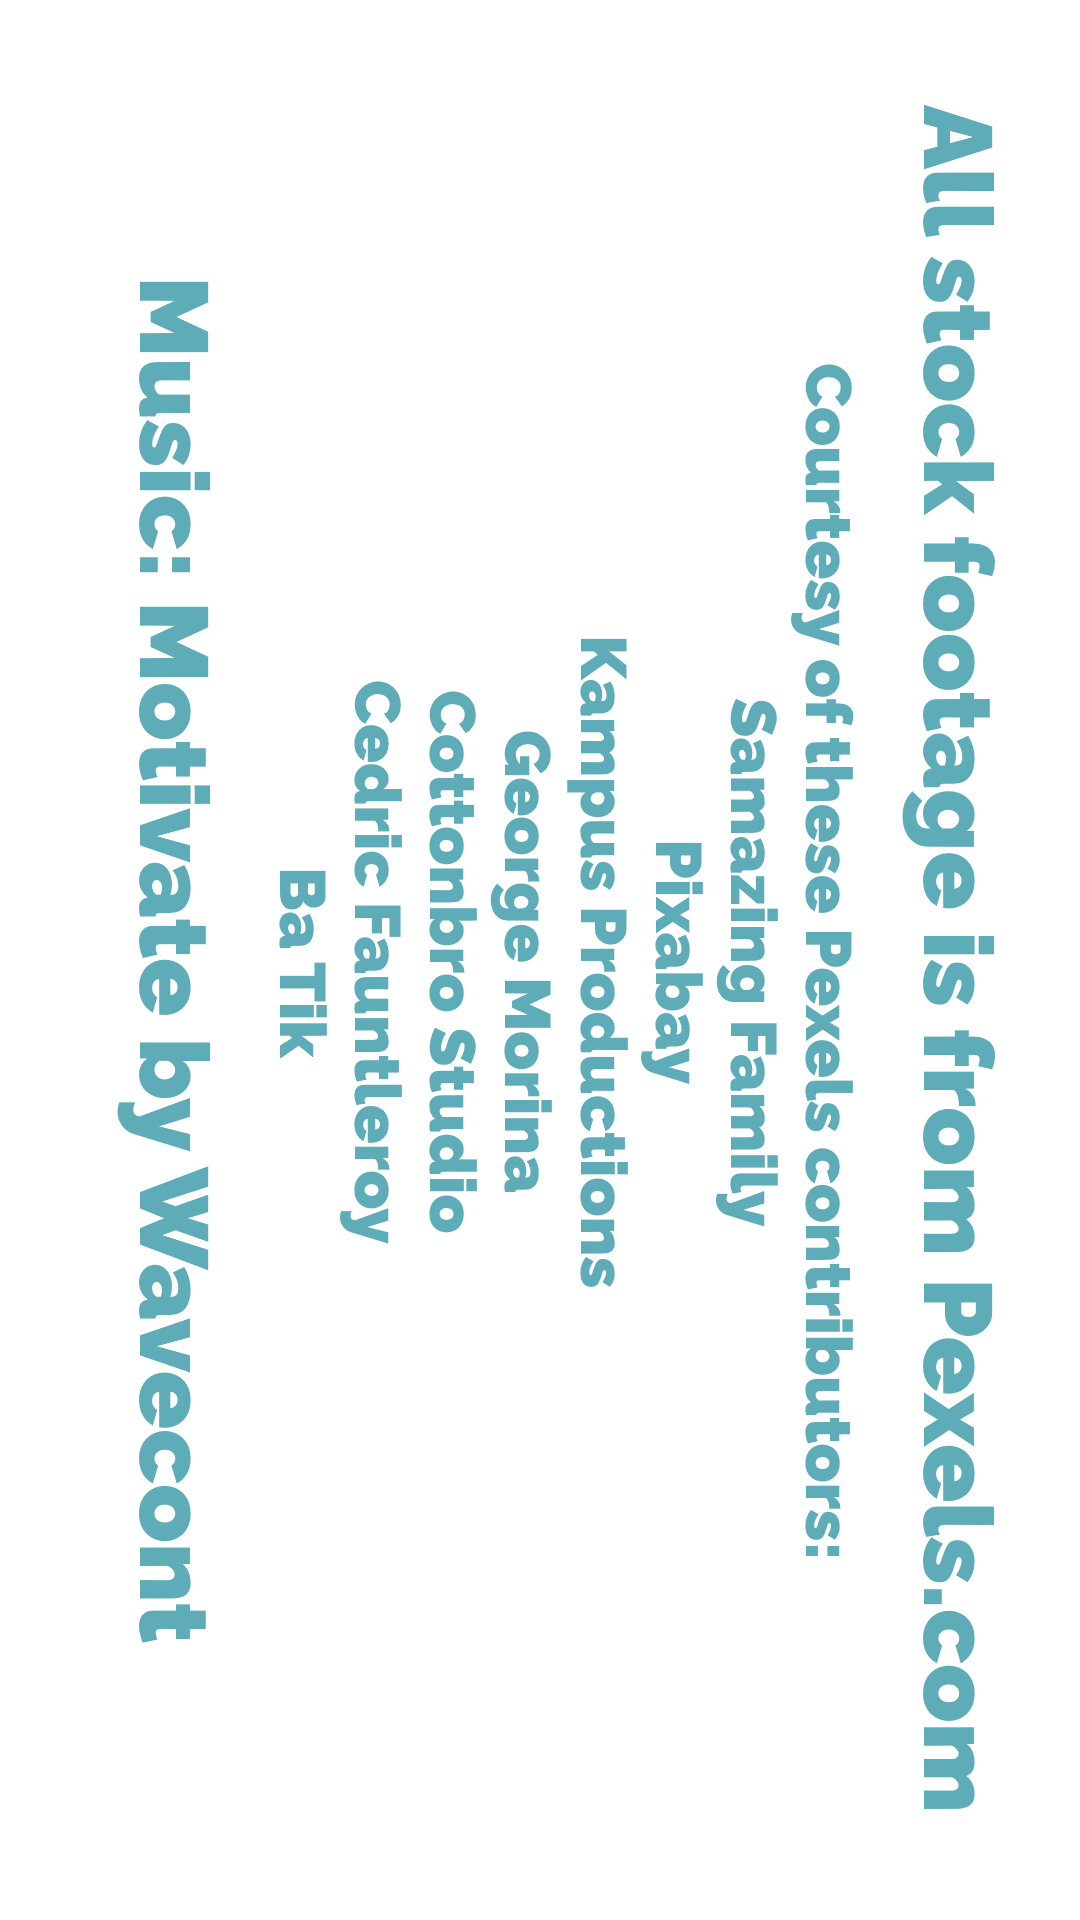 All stock footage is from Pexels.com
Courtesy of these Pexels contributors:
Samazing Family
Pixabay
Kampus Productions
George Morina
Cottonbro Studio
Cedric Fauntleroy
Ba Tik
Music: Motivate by Wavecont